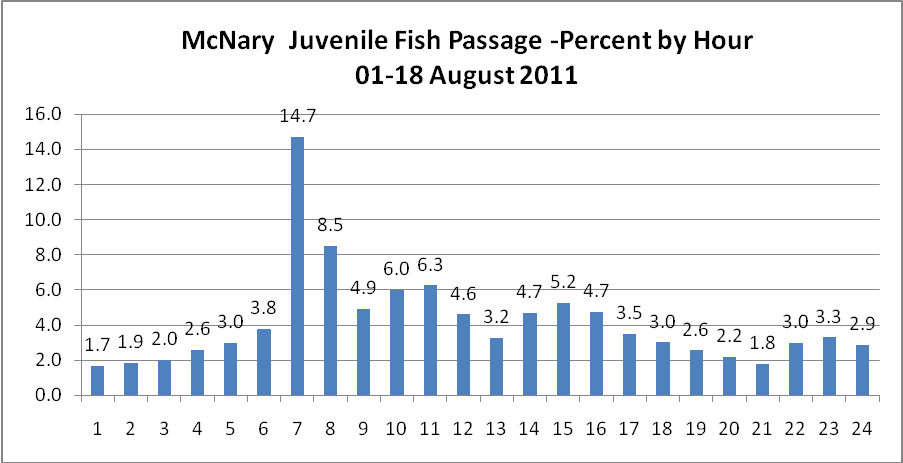 McNary Juvenile Fish Passage -Percent by Hour
01-18 August 2011
16.0
14.0
12.0
10.0
8.0
6.0
4.0
2.0
0.0
1.7 1.9 2.0 2.6 3.0 3.8 14.7 8.5 4.9 6.0 6.3 4.6 3.2 4.7 5.2 4.7 3.5 3.0 2.6 2.2 1.8 3.0 3.3 2.9
1 2 3 4 5 6 7 8 9 10 11 12 13 14 15 16 17 18 19 20 21 22 23 24